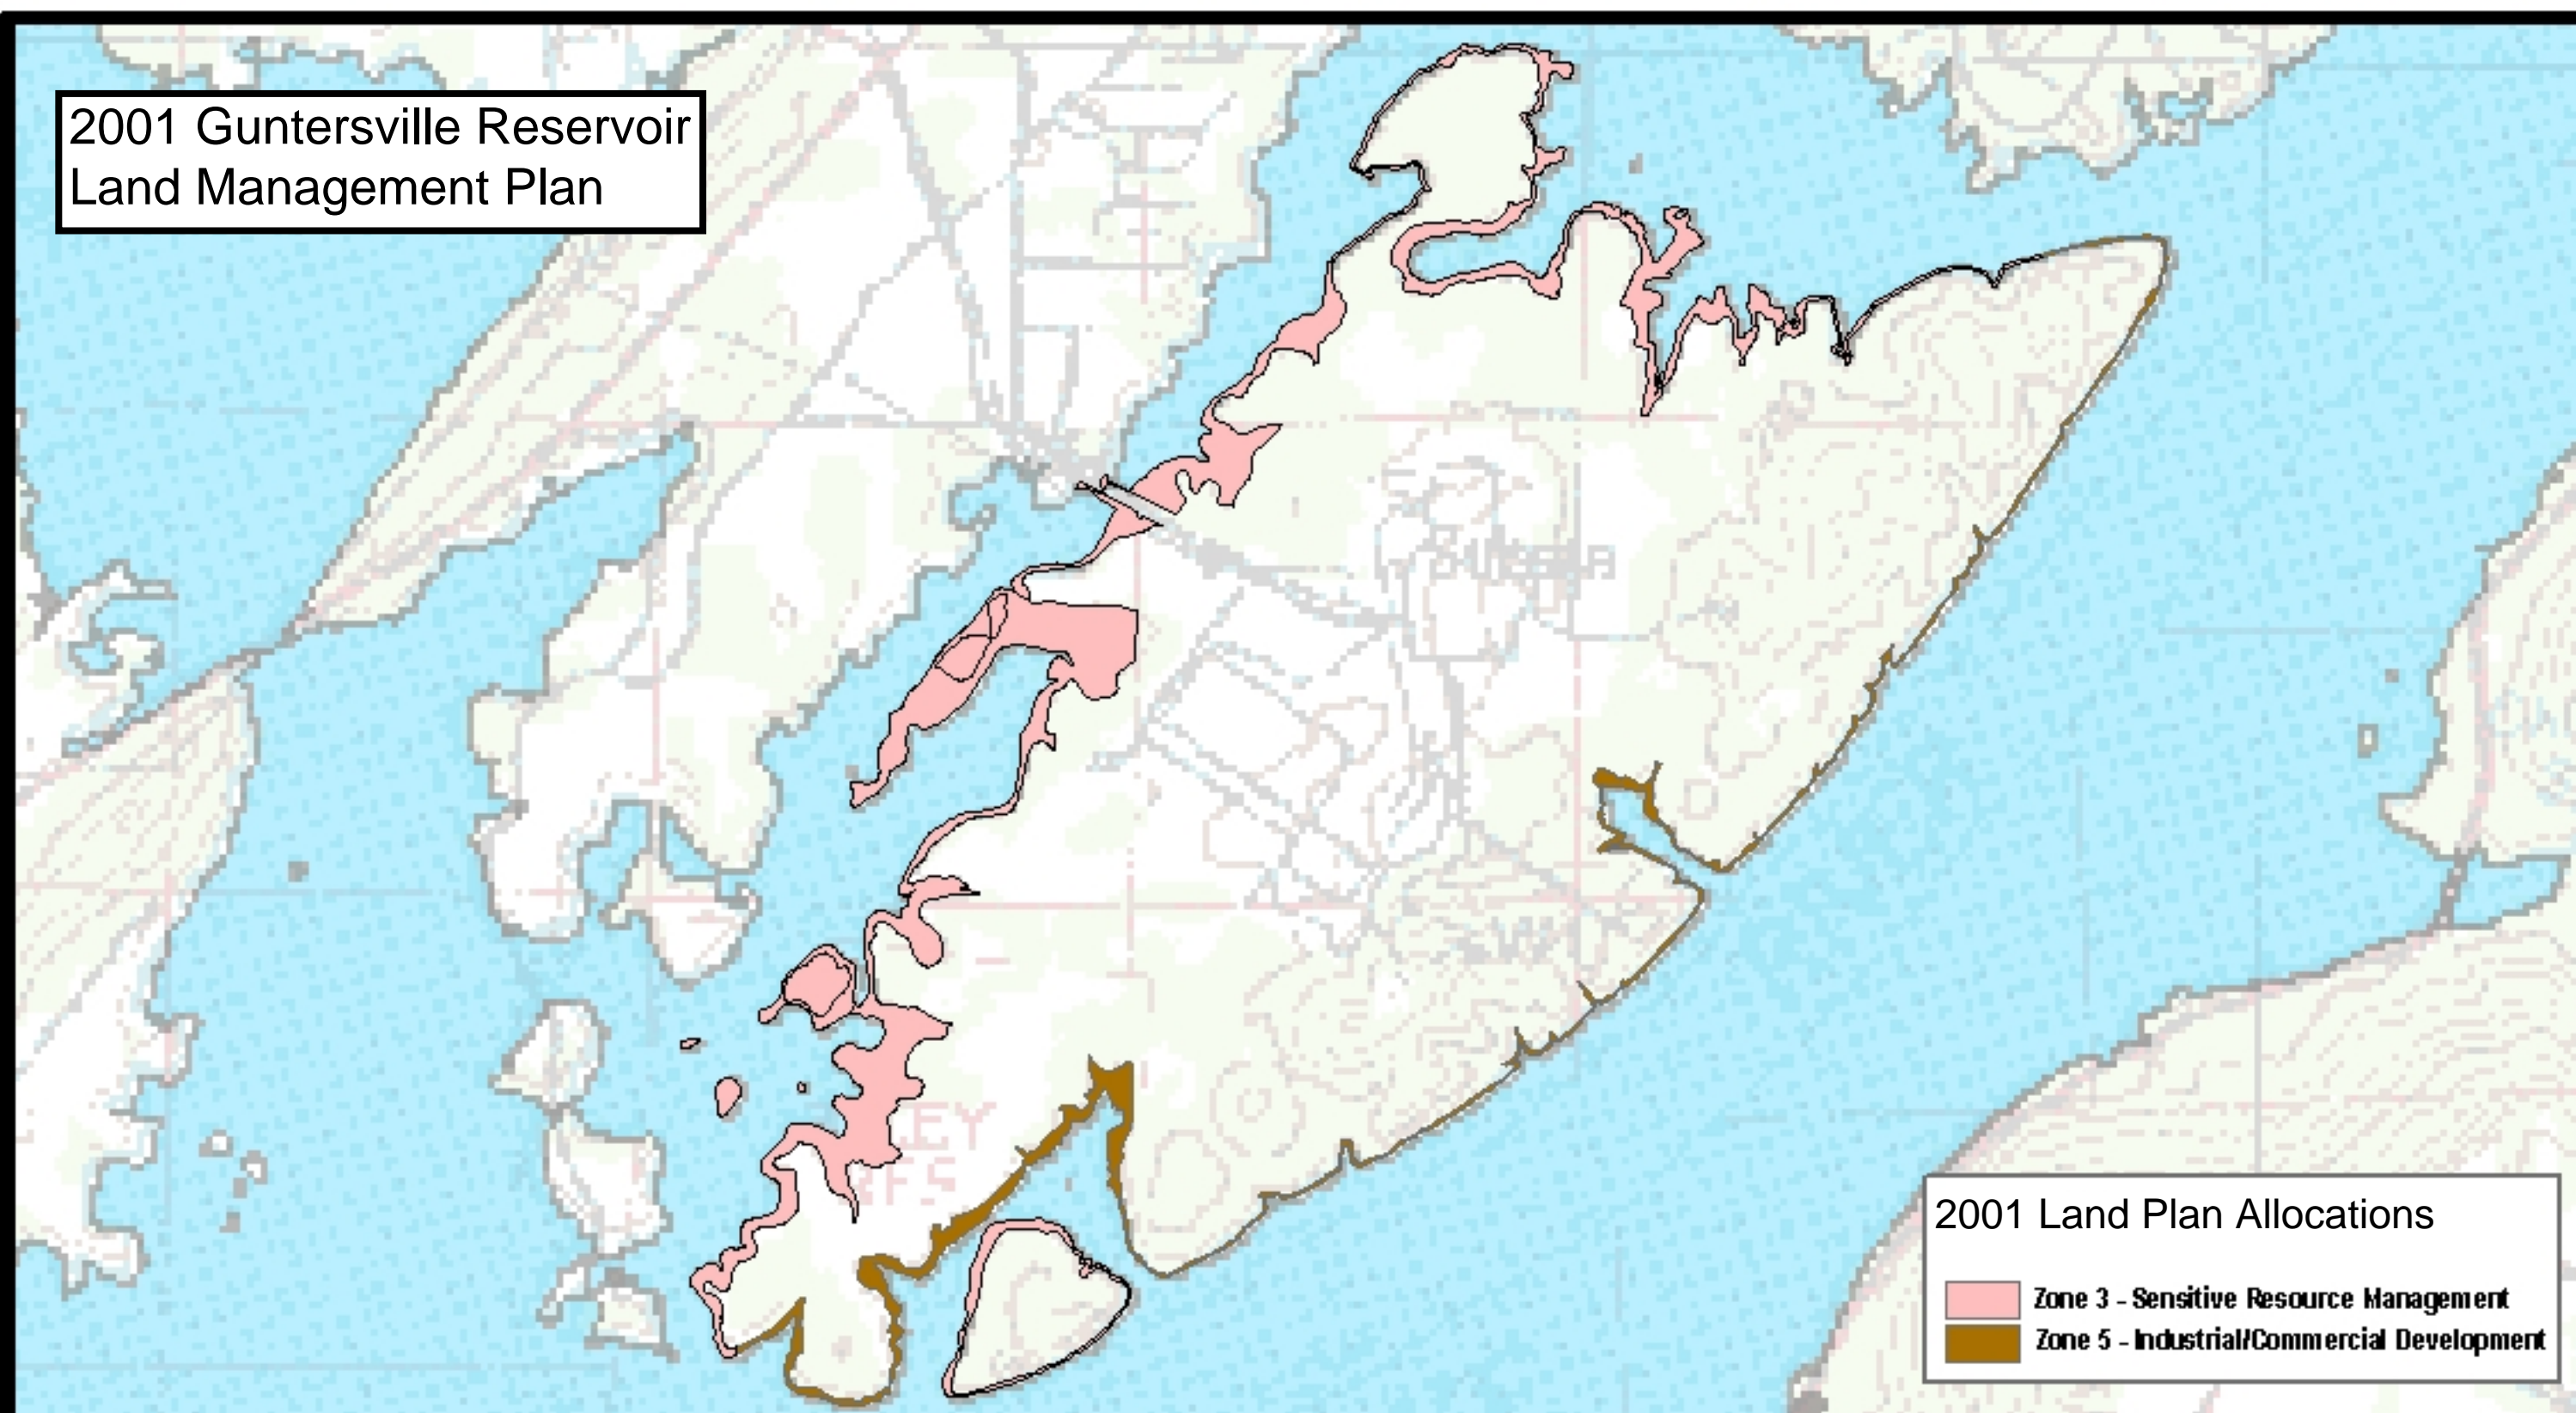 2001 Guntersville Reservoir
Land Management Plan
2001 Land Plan Allocations
Zone 3 - Sensitive Resource Management
Zone 5 - Industrial/Commercial Development